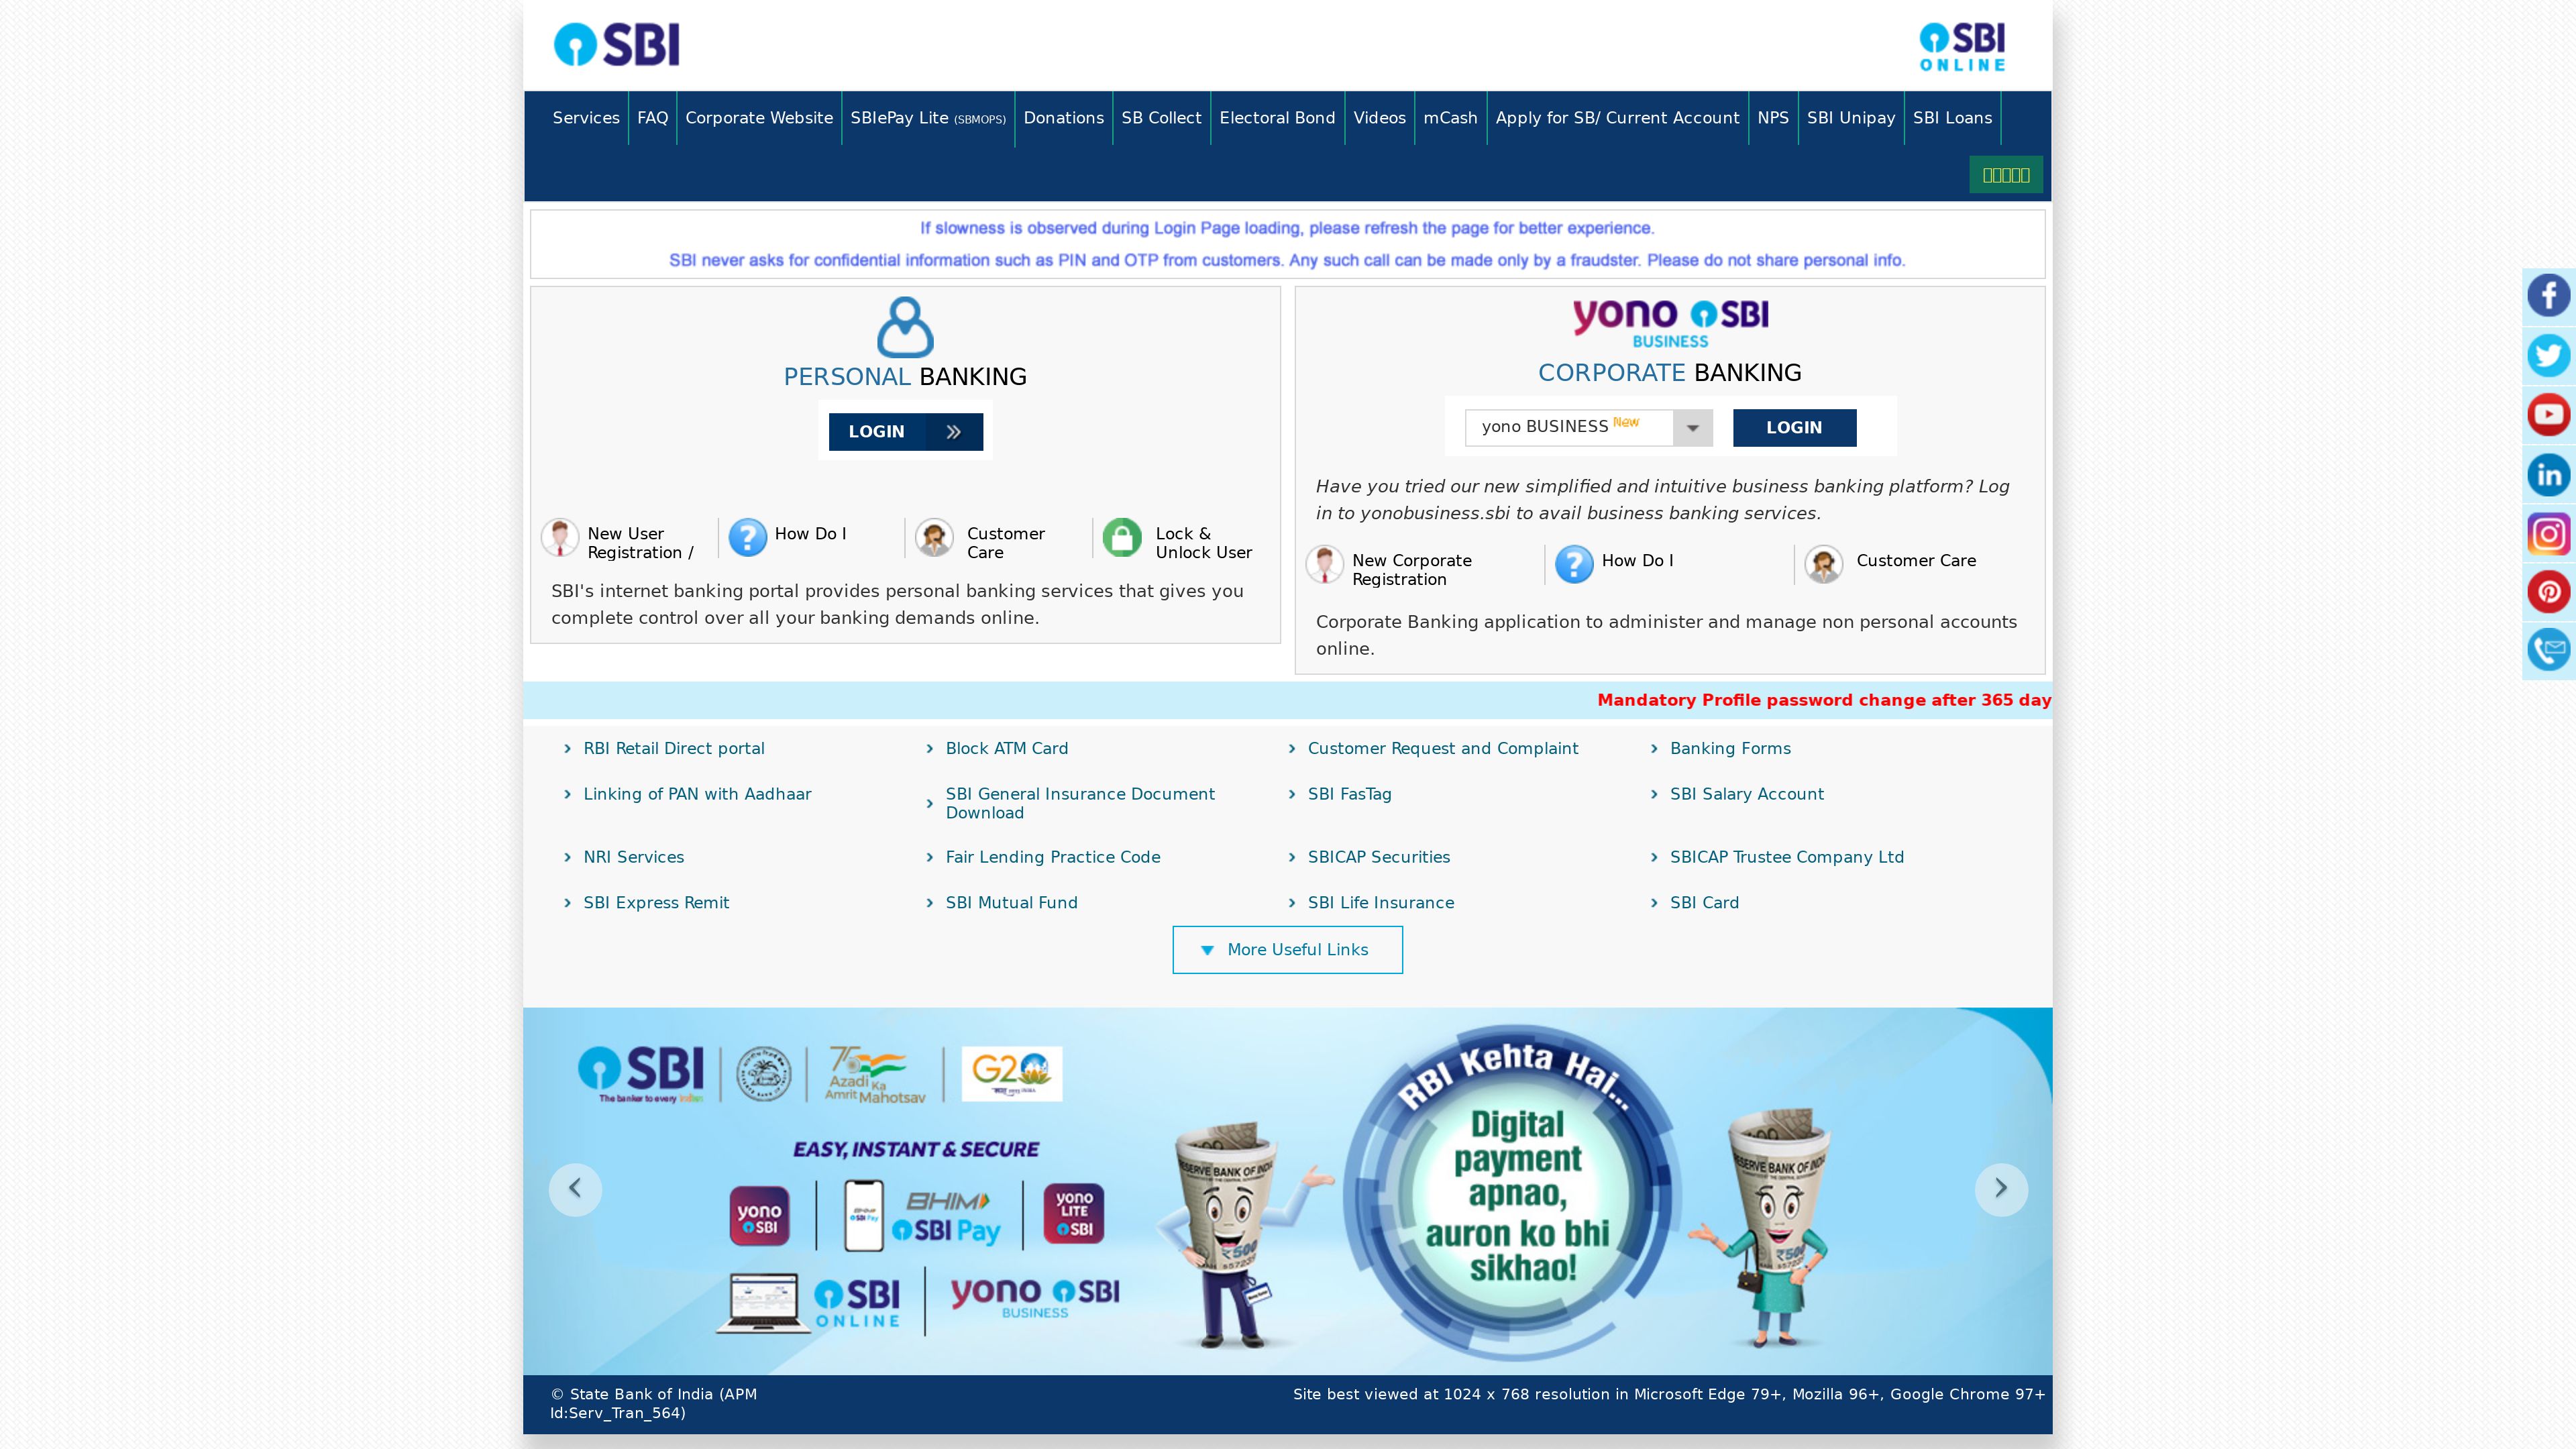 SBI
SBI
ONLINE
Services
FAQ
Corporate Website
SBIePay Lite (SBMOPS)
Donations
SB Collect
Electoral Bond
Videos
mCash
Apply for SB/ Current Account
NPS
SBI Unipay
SBI Loans
If slowness is observed during Login Page loading, please refresh the page for better experience.
SBI never asks for confidential information such as PIN and OTP from customers. Any such call can be made only by a fraudster. Please do not share personal info.
PERSONAL BANKING
LOGIN
New User
Registration /
How Do I
Customer
Care
Lock &
Unlock User
SBI's internet banking portal provides personal banking services that gives you
complete control over all your banking demands online.
yono SBI
BUSINESS
CORPORATE BANKING
yono BUSINESS New
LOGIN
Have you tried our new simplified and intuitive business banking platform? Log
in to yonobusiness.sbi to avail business banking services.
New Corporate
Registration
How Do I
Customer Care
Corporate Banking application to administer and manage non personal accounts
online.
Mandatory Profile password change after 365 day
RBI Retail Direct portal
Block ATM Card
Customer Request and Complaint
Banking Forms
Linking of PAN with Aadhaar
SBI General Insurance Document
Download
SBI FasTag
SBI Salary Account
NRI Services
Fair Lending Practice Code
SBICAP Securities
SBICAP Trustee Company Ltd
SBI Express Remit
SBI Mutual Fund
SBI Life Insurance
SBI Card
More Useful Links
SBI
The banker to every Indian
75
Azadi Ka
Amrit Mahotsav
G20
EASY, INSTANT & SECURE
yono
SBI
BHIM
SBI Pay
yono
LITE
SBI
SBI
ONLINE
yono SBI
BUSINESS
RBI Kehta Hai...
Digital
payment
apnao,
auron ko bhi
sikhao!
RESERVE BANK OF INDIA
₹500
RESERVE BANK OF INDIA
₹500
© State Bank of India (APM
Id:Serv_Tran_564)
Site best viewed at 1024 x 768 resolution in Microsoft Edge 79+, Mozilla 96+, Google Chrome 97+